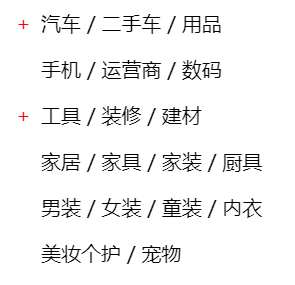 + 汽车 / 二手车 / 用品
手机 / 运营商 / 数码
+ 工具 / 装修 / 建材
家居 / 家具 / 家装 / 厨具
男装 / 女装 / 童装 / 内衣
美妆个护 / 宠物